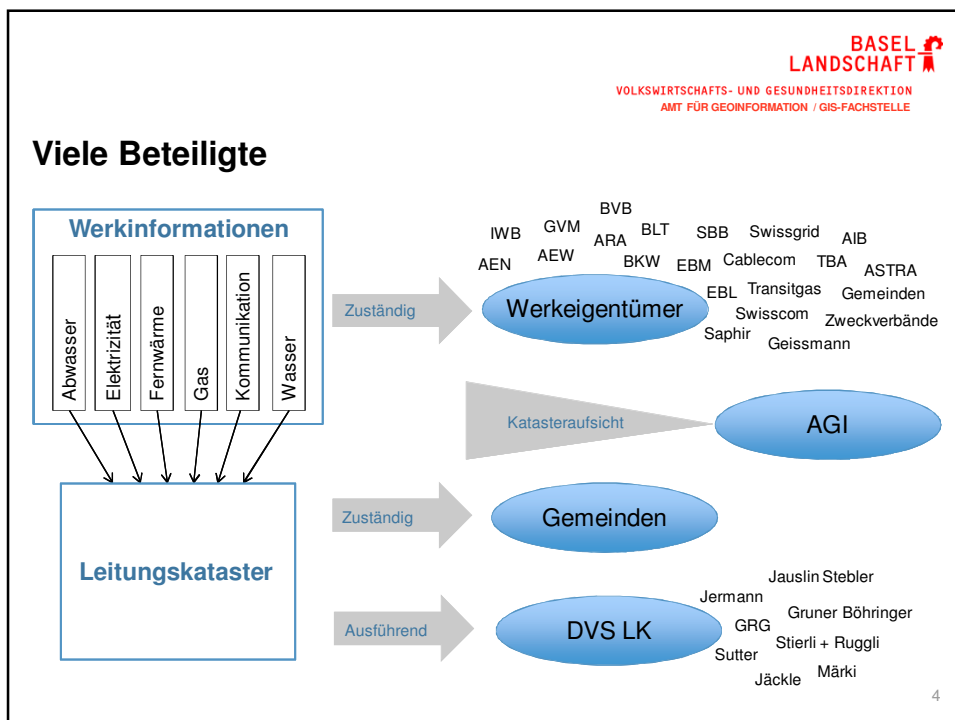 BASEL
LANDSCHAFT
VOLKSWIRTSCHAFTS- UND GESUNDHEITSDIREKTION
AMT FÜR GEOINFORMATION / GIS-FACHSTELLE
Viele Beteiligte
Werkinformationen
Abwasser
Elektrizität
Fernwärme
Gas
Kommunikation
Wasser
Zuständig
Werkeigentümer
IWB
GVM
BVB
BLT
SBB
Swissgrid
AIB
AEN
AEW
ARA
BKW
EBM
Cablecom
TBA
ASTRA
EBL
Transitgas
Gemeinden
Swisscom
Zweckverbände
Saphir
Geissmann
Katasteraufsicht
AGI
Leitungskataster
Zuständig
Gemeinden
Ausführend
DVS LK
Jauslin Stebler
Jermann
Gruner Böhringer
GRG
Stierli + Ruggli
Sutter
Märki
Jäckle
4